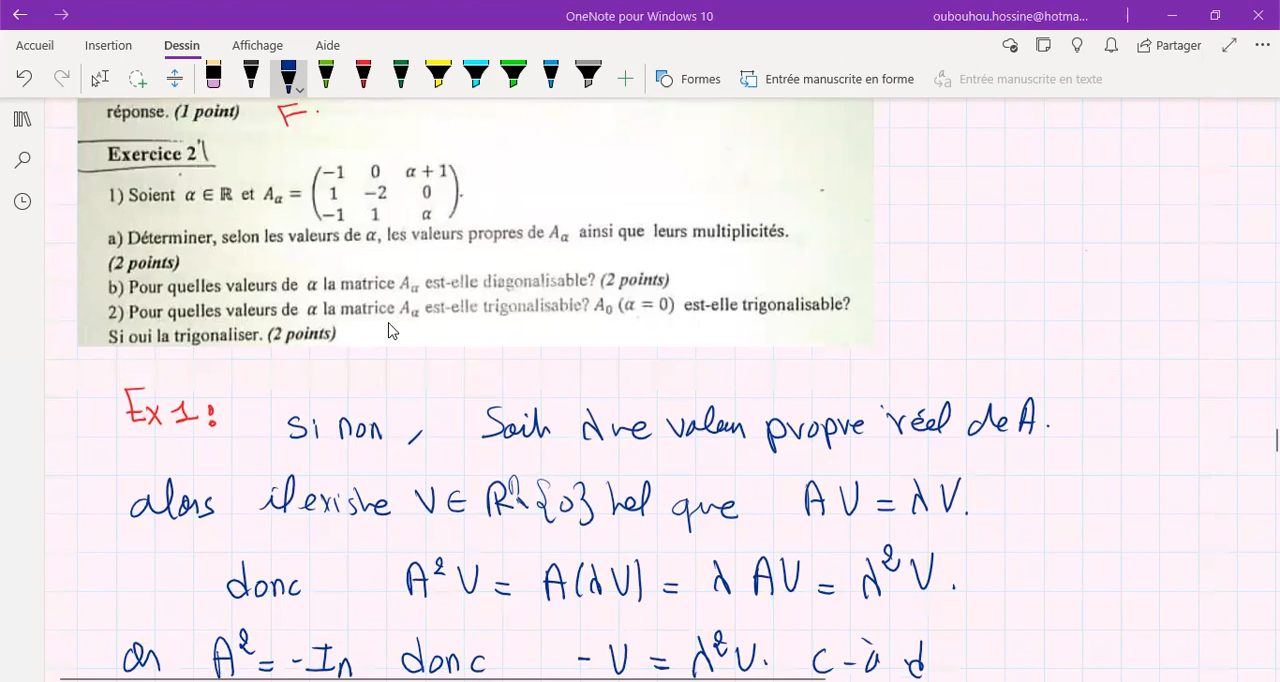 OneNote pour Windows 10
oubouhou.hossine@hotma...
Accueil Insertion Dessin Affichage Aide
Partager
Formes Entrée manuscrite en forme Entrée manuscrite en texte
réponse. (1 point) F.
Exercice 2
1) Soient α ∈ ℝ et Aα = (−1 0 α + 1
1 −2 0
−1 1 α).
a) Déterminer, selon les valeurs de α, les valeurs propres de Aα ainsi que leurs multiplicités.
(2 points)
b) Pour quelles valeurs de α la matrice Aα est-elle diagonalisable? (2 points)
2) Pour quelles valeurs de α la matrice Aα est-elle trigonalisable? A₀ (α = 0) est-elle trigonalisable?
Si oui la trigonaliser. (2 points)
Ex 1: Si non, Soit λ une valeur propre réel de A.
alors il existe V ∈ ℝⁿ\{0} tel que AV = λV.
donc A²V = A(λV) = λ AV = λ²V.
or A² = -In donc -V = λ²V. c-à d